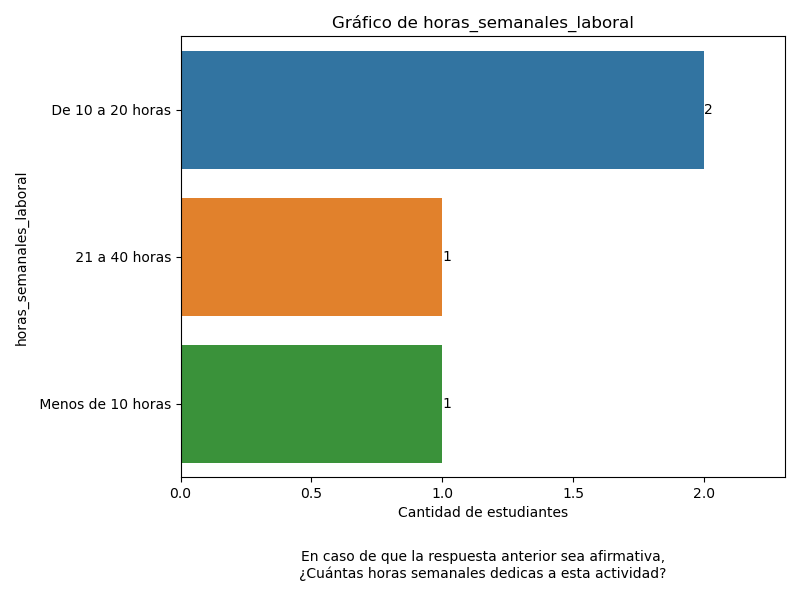 Gráfico de horas_semanales_laboral
horas_semanales_laboral
De 10 a 20 horas
2
21 a 40 horas
1
Menos de 10 horas
1
0.0 0.5 1.0 1.5 2.0
Cantidad de estudiantes
En caso de que la respuesta anterior sea afirmativa,
¿Cuántas horas semanales dedicas a esta actividad?